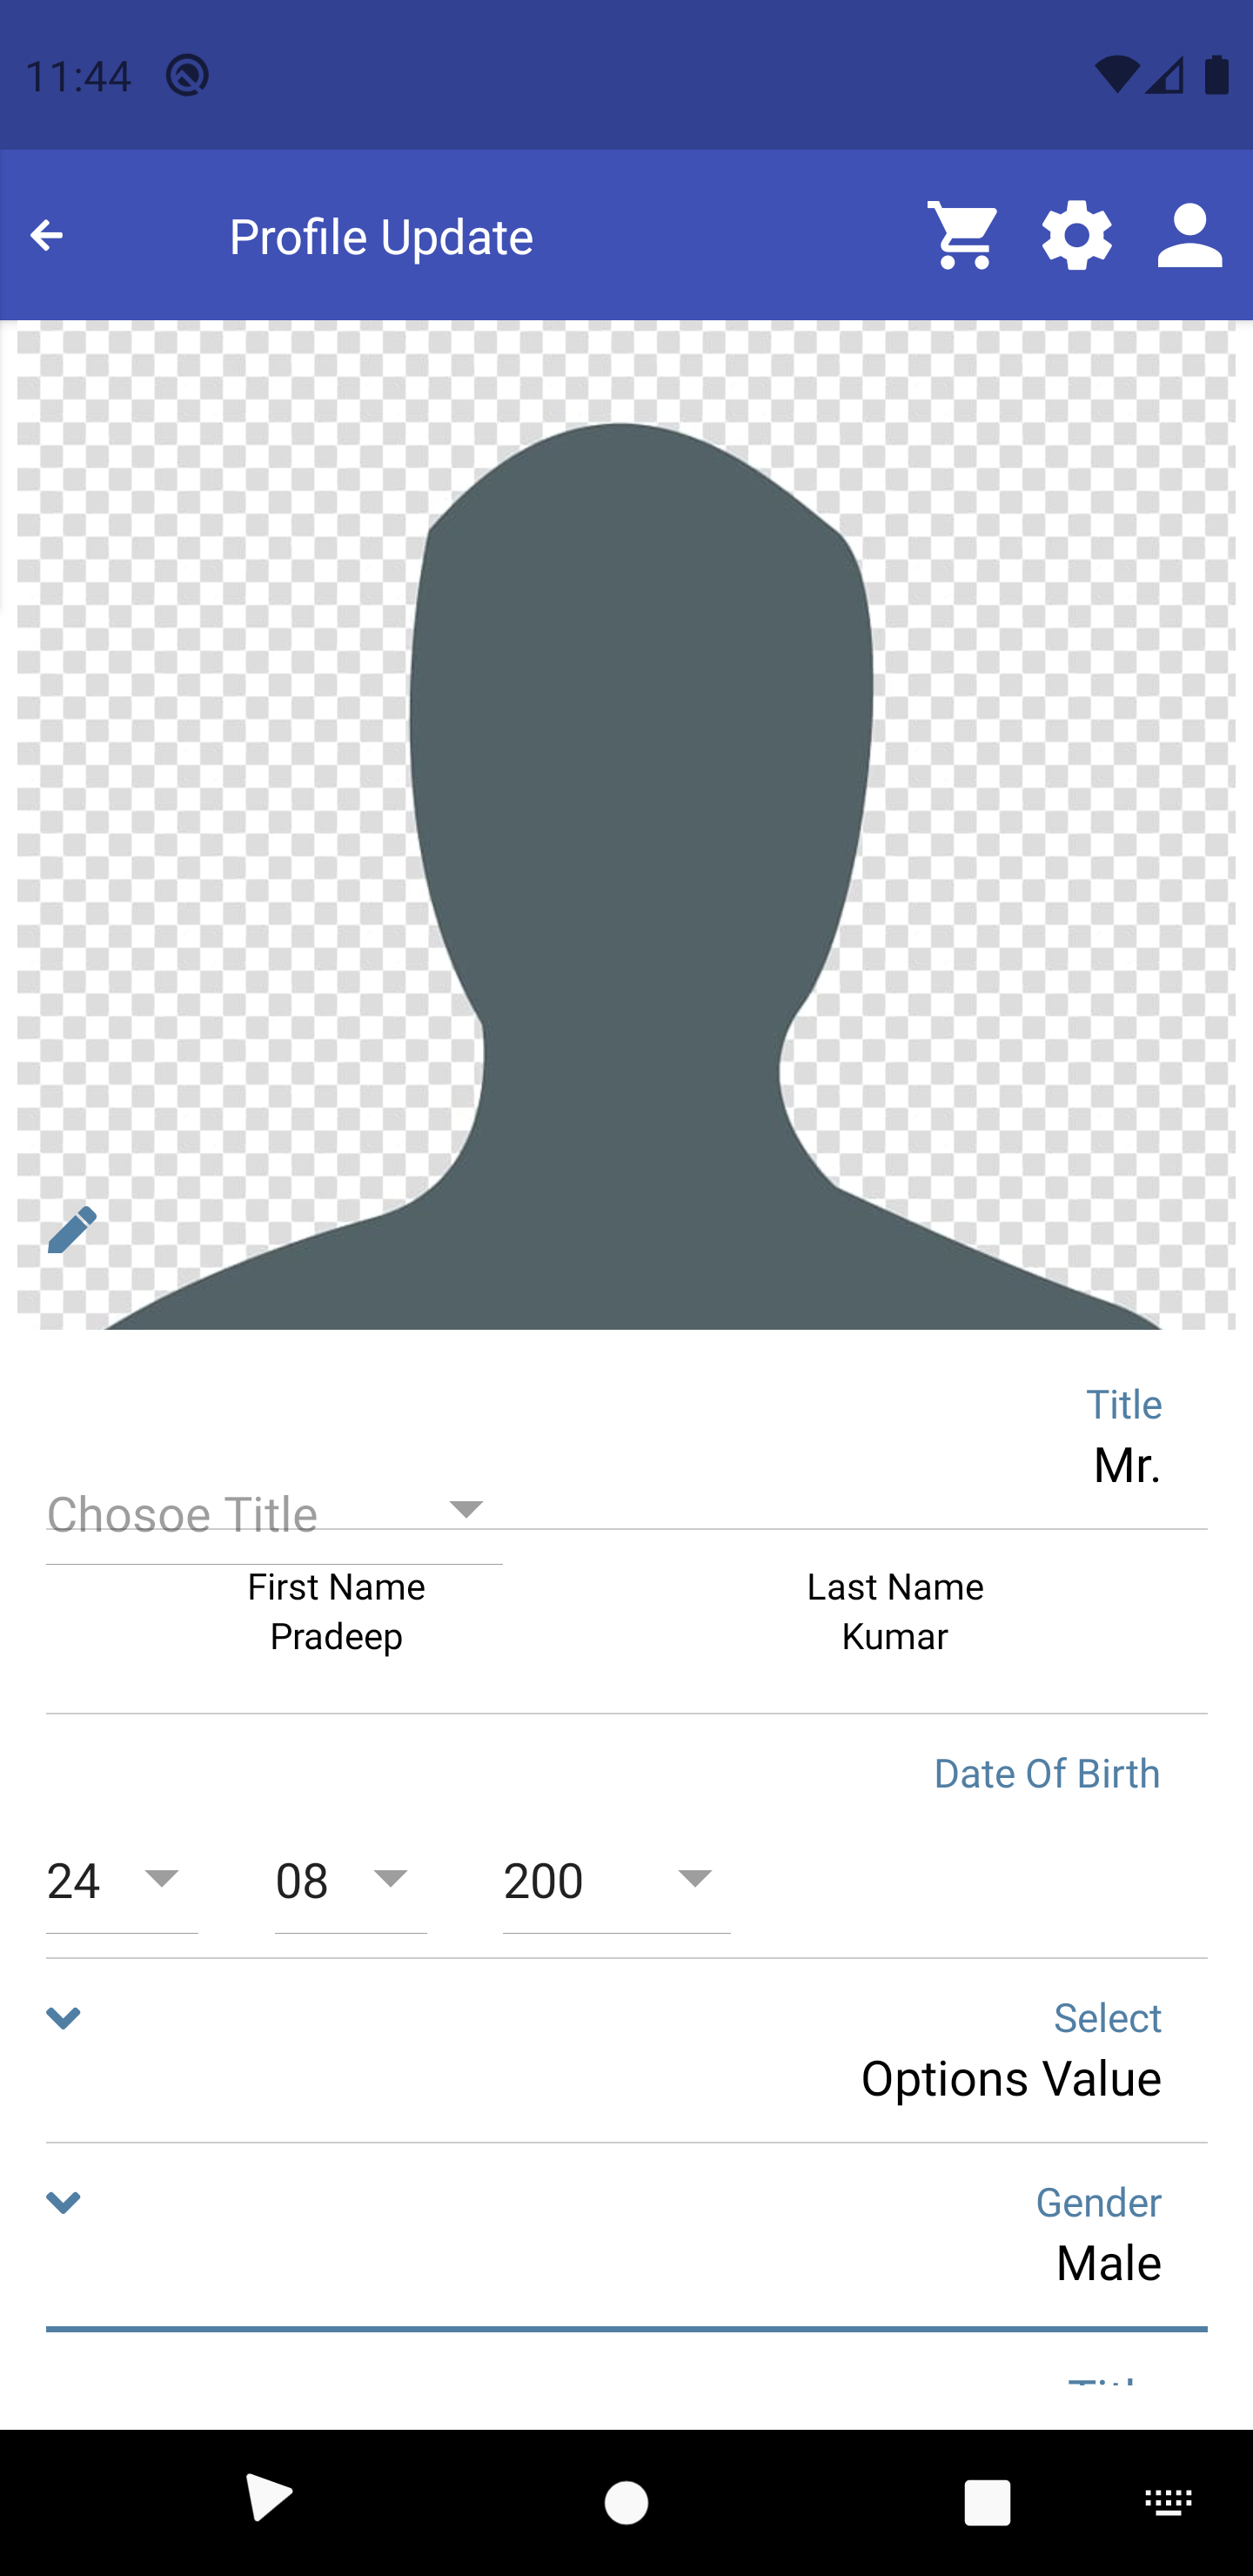 11:44
Profile Update
Title
Mr.
Chosoe Title
First Name Last Name
Pradeep Kumar
Date Of Birth
24 08 200
Select
Options Value
Gender
Male